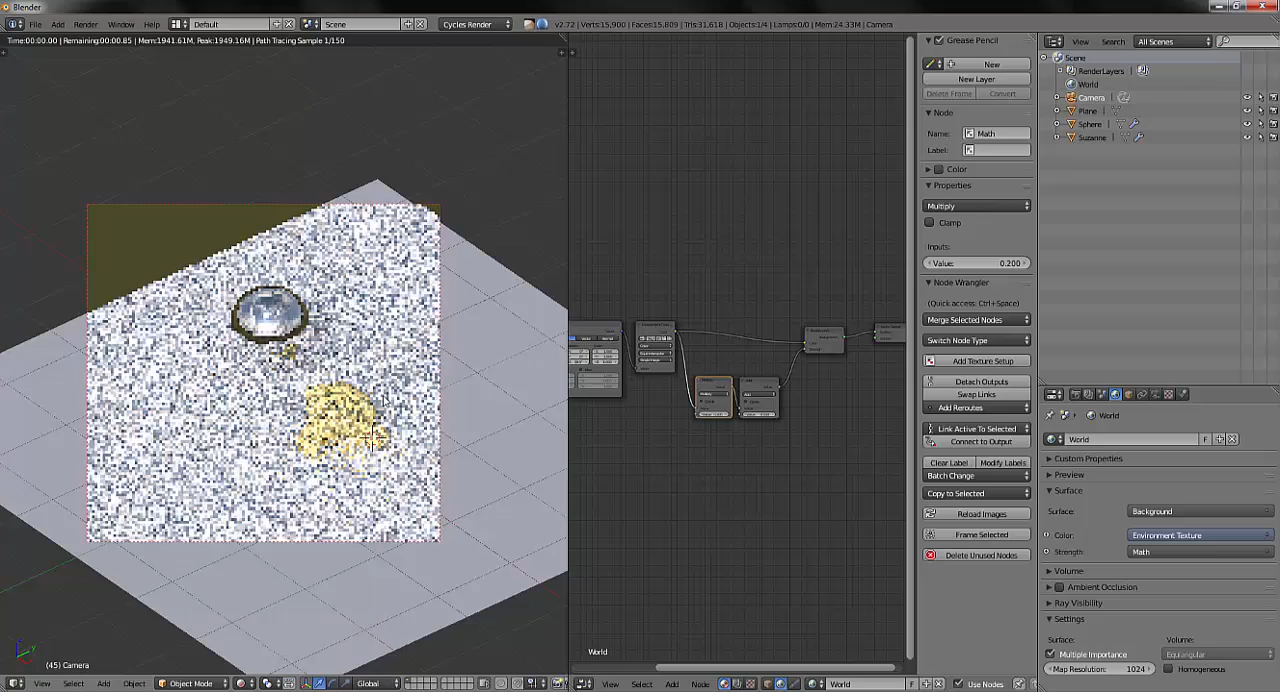 Blender
File Add Render Window Help Default Scene Cycles Render v2.72 | Verts:15,900 | Faces:15,809 | Tris:31,618 | Objects:1/4 | Lamps:0/0 | Mem:24.33M | Camera
Time:00:00.00 | Remaining:00:00.85 | Mem:1941.61M, Peak:1949.16M | Path Tracing Sample 1/150
Grease Pencil
New
New Layer
Delete Frame Convert
Node
Name: Math
Label:
Color
Properties
Multiply
Clamp
Inputs:
Value: 0.200
Node Wrangler
(Quick access: Ctrl+Space)
Merge Selected Nodes
Switch Node Type
Add Texture Setup
Detach Outputs
Swap Links
Add Reroutes
Link Active To Selected
Connect to Output
Clear Label Modify Labels
Batch Change
Copy to Selected
Reload Images
Frame Selected
Delete Unused Nodes
View Search All Scenes
Scene
RenderLayers
World
Camera
Plane
Sphere
Suzanne
World
World F
Custom Properties
Preview
Surface
Surface: Background
Color: Environment Texture
Strength: Math
Volume
Ambient Occlusion
Ray Visibility
Settings
Surface: Volume:
Multiple Importance Equiangular
Map Resolution: 1024 Homogeneous
(45) Camera
World
View Select Add Object Object Mode Global
View Select Add Node World F Use Nodes